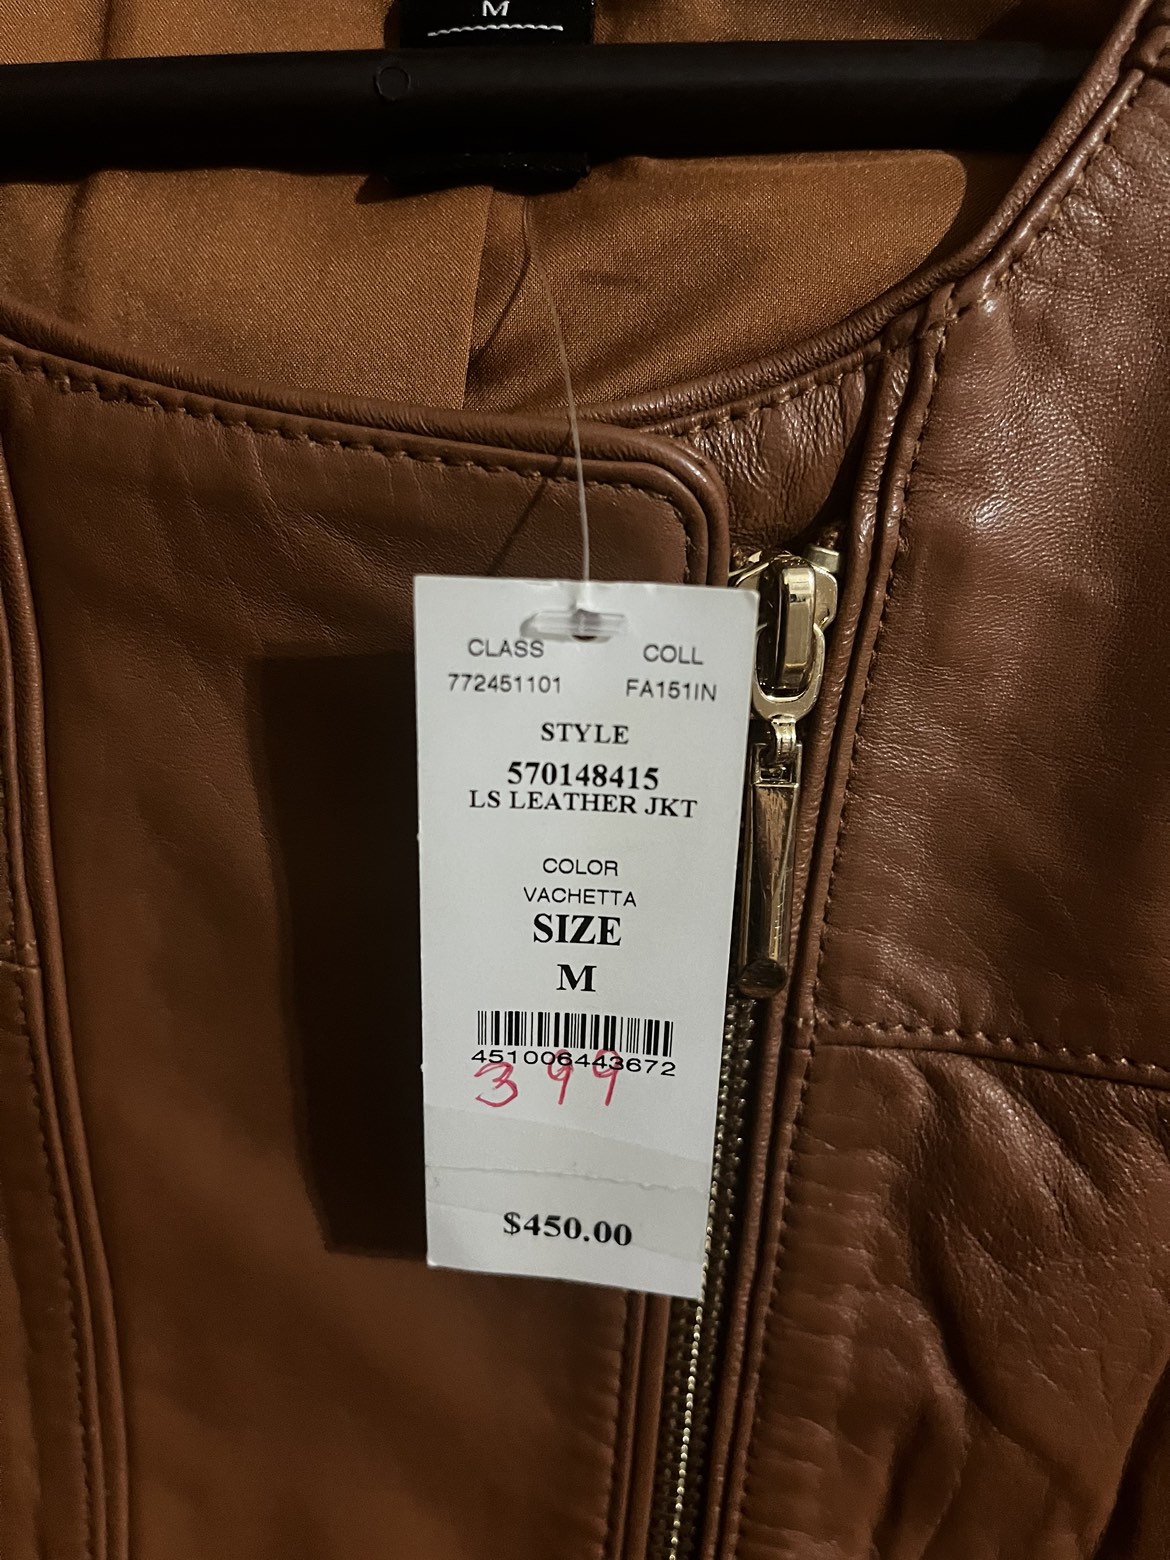 M
CLASS COLL
772451101 FA151IN
STYLE
570148415
LS LEATHER JKT
COLOR
VACHETTA
SIZE
M
451006443672
399
$450.00